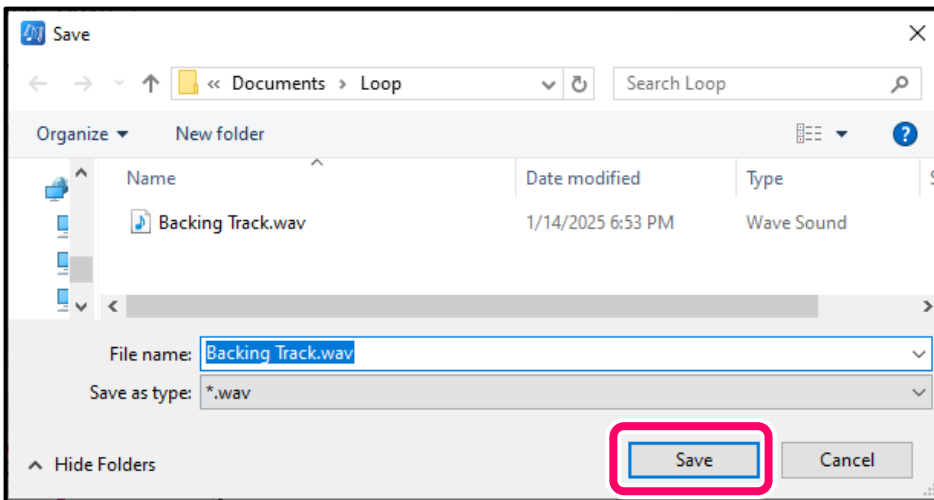 Save
« Documents › Loop
Search Loop
Organize
New folder
?
Name
Date modified
Type
Backing Track.wav
1/14/2025 6:53 PM
Wave Sound
File name: Backing Track.wav
Save as type: *.wav
Hide Folders
Save
Cancel